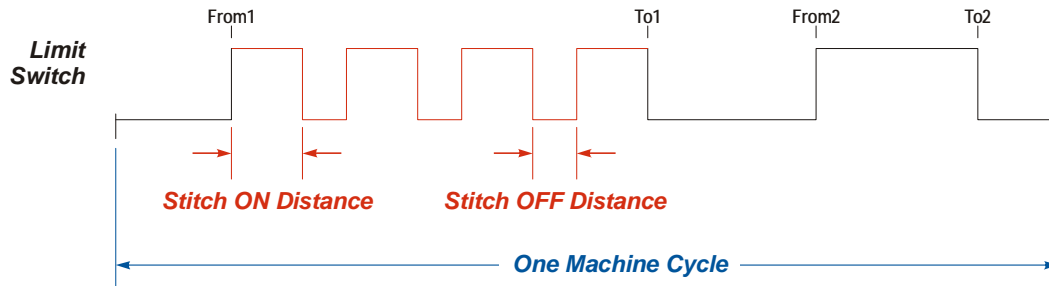 From1 To1 From2 To2
Limit
Switch
Stitch ON Distance Stitch OFF Distance
One Machine Cycle